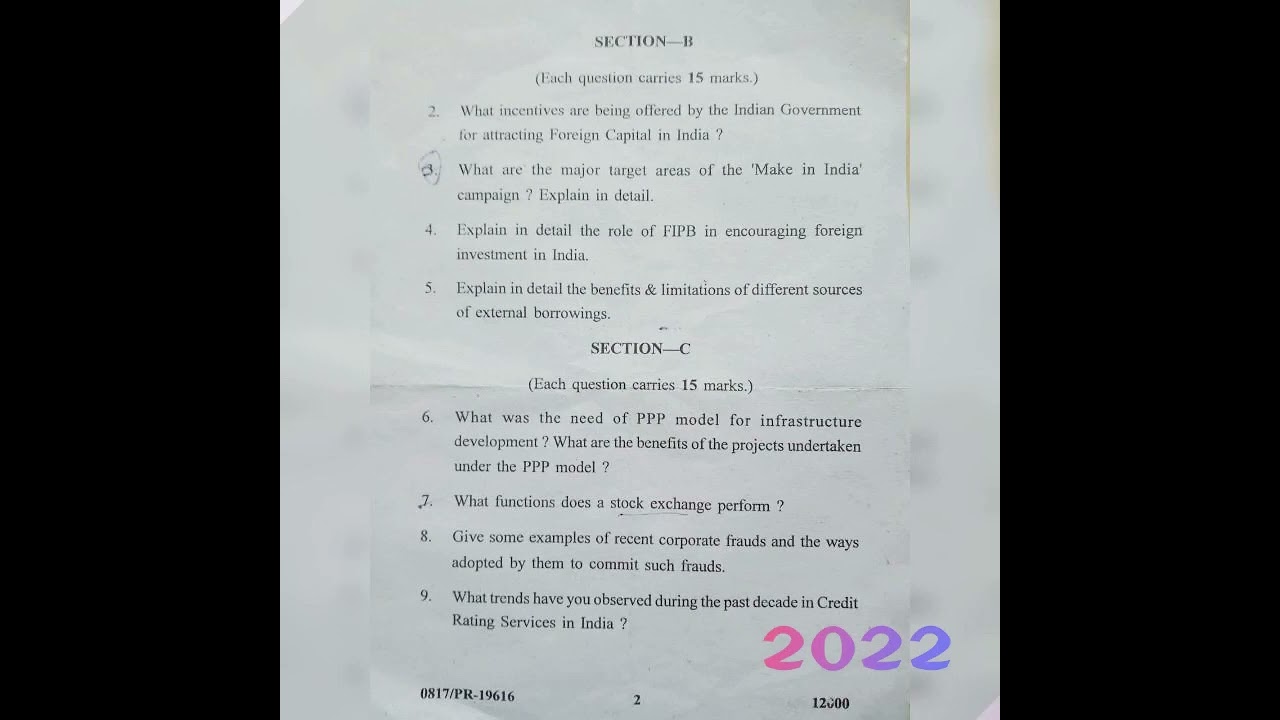 SECTION—B
(Each question carries 15 marks.)
2. What incentives are being offered by the Indian Government
for attracting Foreign Capital in India ?
3. What are the major target areas of the 'Make in India'
campaign ? Explain in detail.
4. Explain in detail the role of FIPB in encouraging foreign
investment in India.
5. Explain in detail the benefits & limitations of different sources
of external borrowings.
SECTION—C
(Each question carries 15 marks.)
6. What was the need of PPP model for infrastructure
development ? What are the benefits of the projects undertaken
under the PPP model ?
7. What functions does a stock exchange perform ?
8. Give some examples of recent corporate frauds and the ways
adopted by them to commit such frauds.
9. What trends have you observed during the past decade in Credit
Rating Services in India ?
2022
0817/PR-19616 2 12000